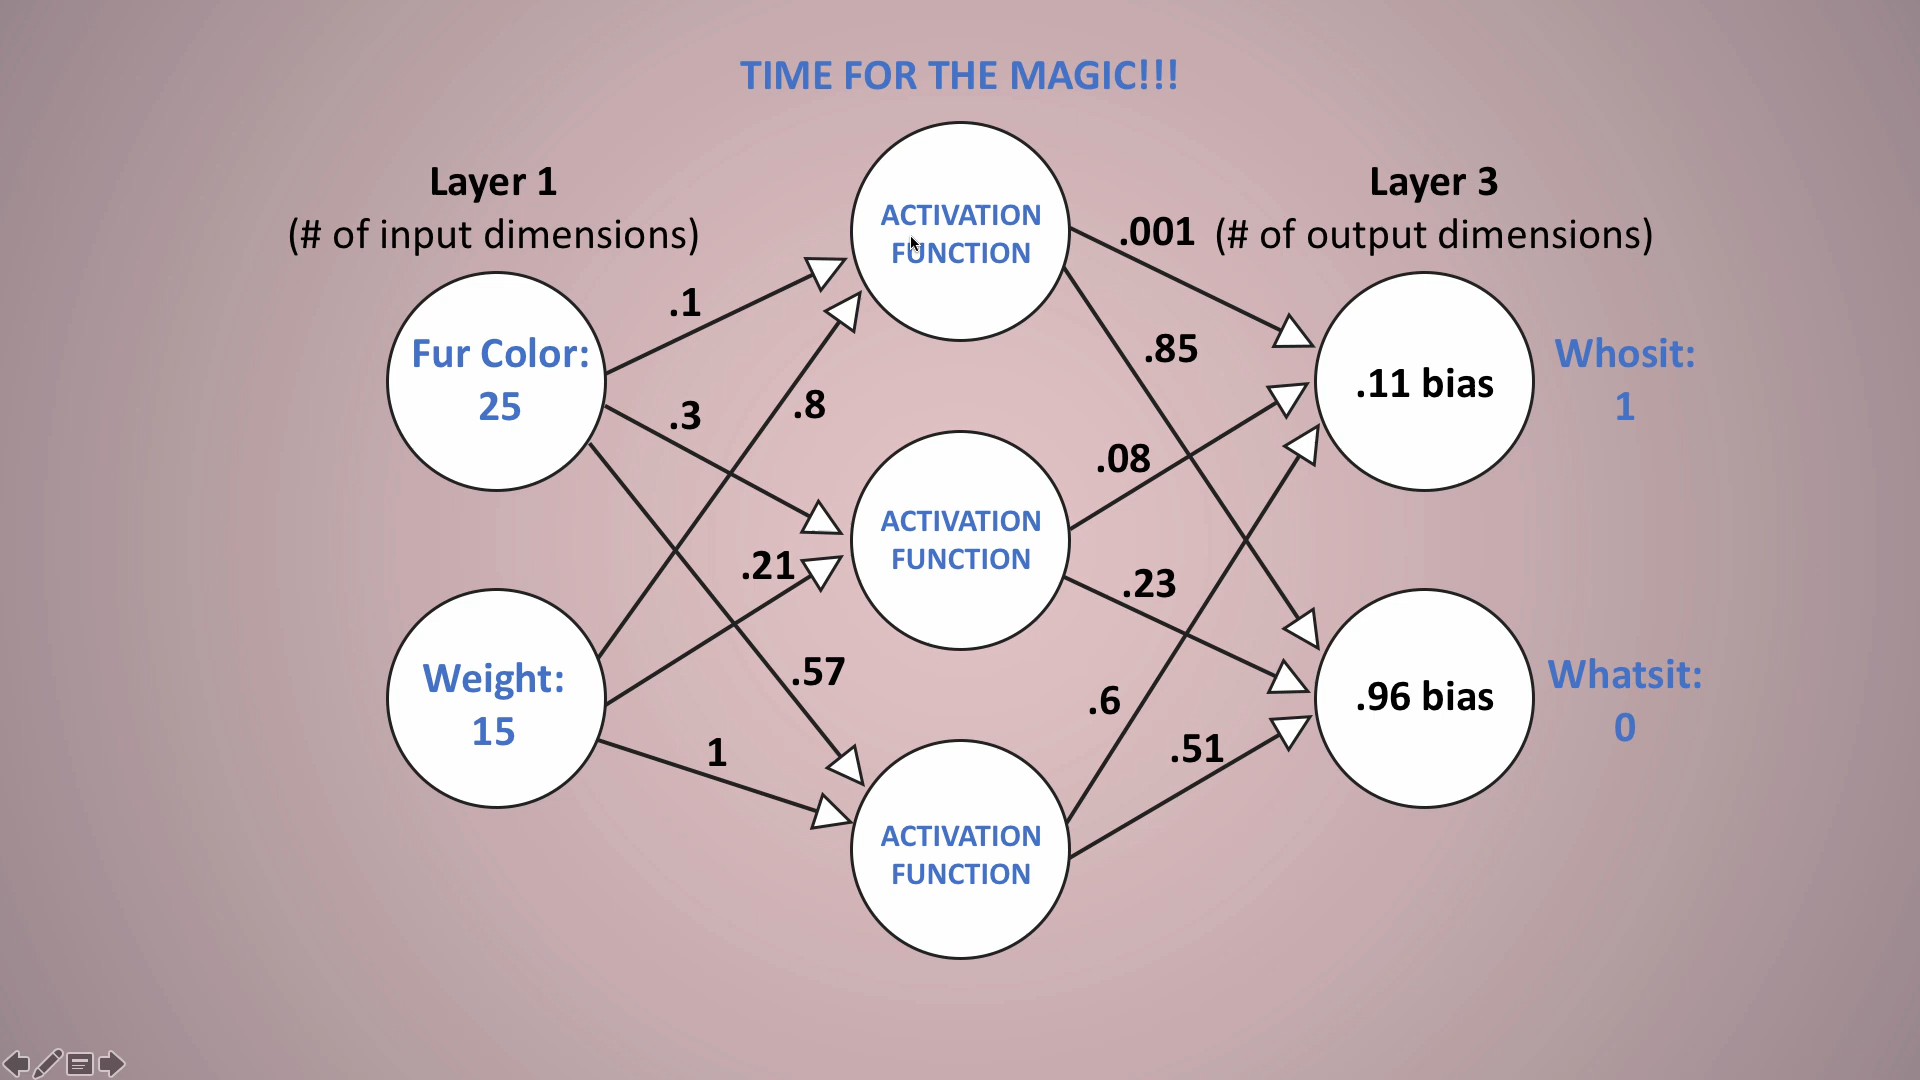 TIME FOR THE MAGIC!!!
Layer 1
(# of input dimensions)
Fur Color:
25
Weight:
15
.1
.3
.8
.21
.57
1
ACTIVATION
FUNCTION
ACTIVATION
FUNCTION
ACTIVATION
FUNCTION
.001
.85
.08
.23
.6
.51
Layer 3
(# of output dimensions)
.11 bias
Whosit:
1
.96 bias
Whatsit:
0